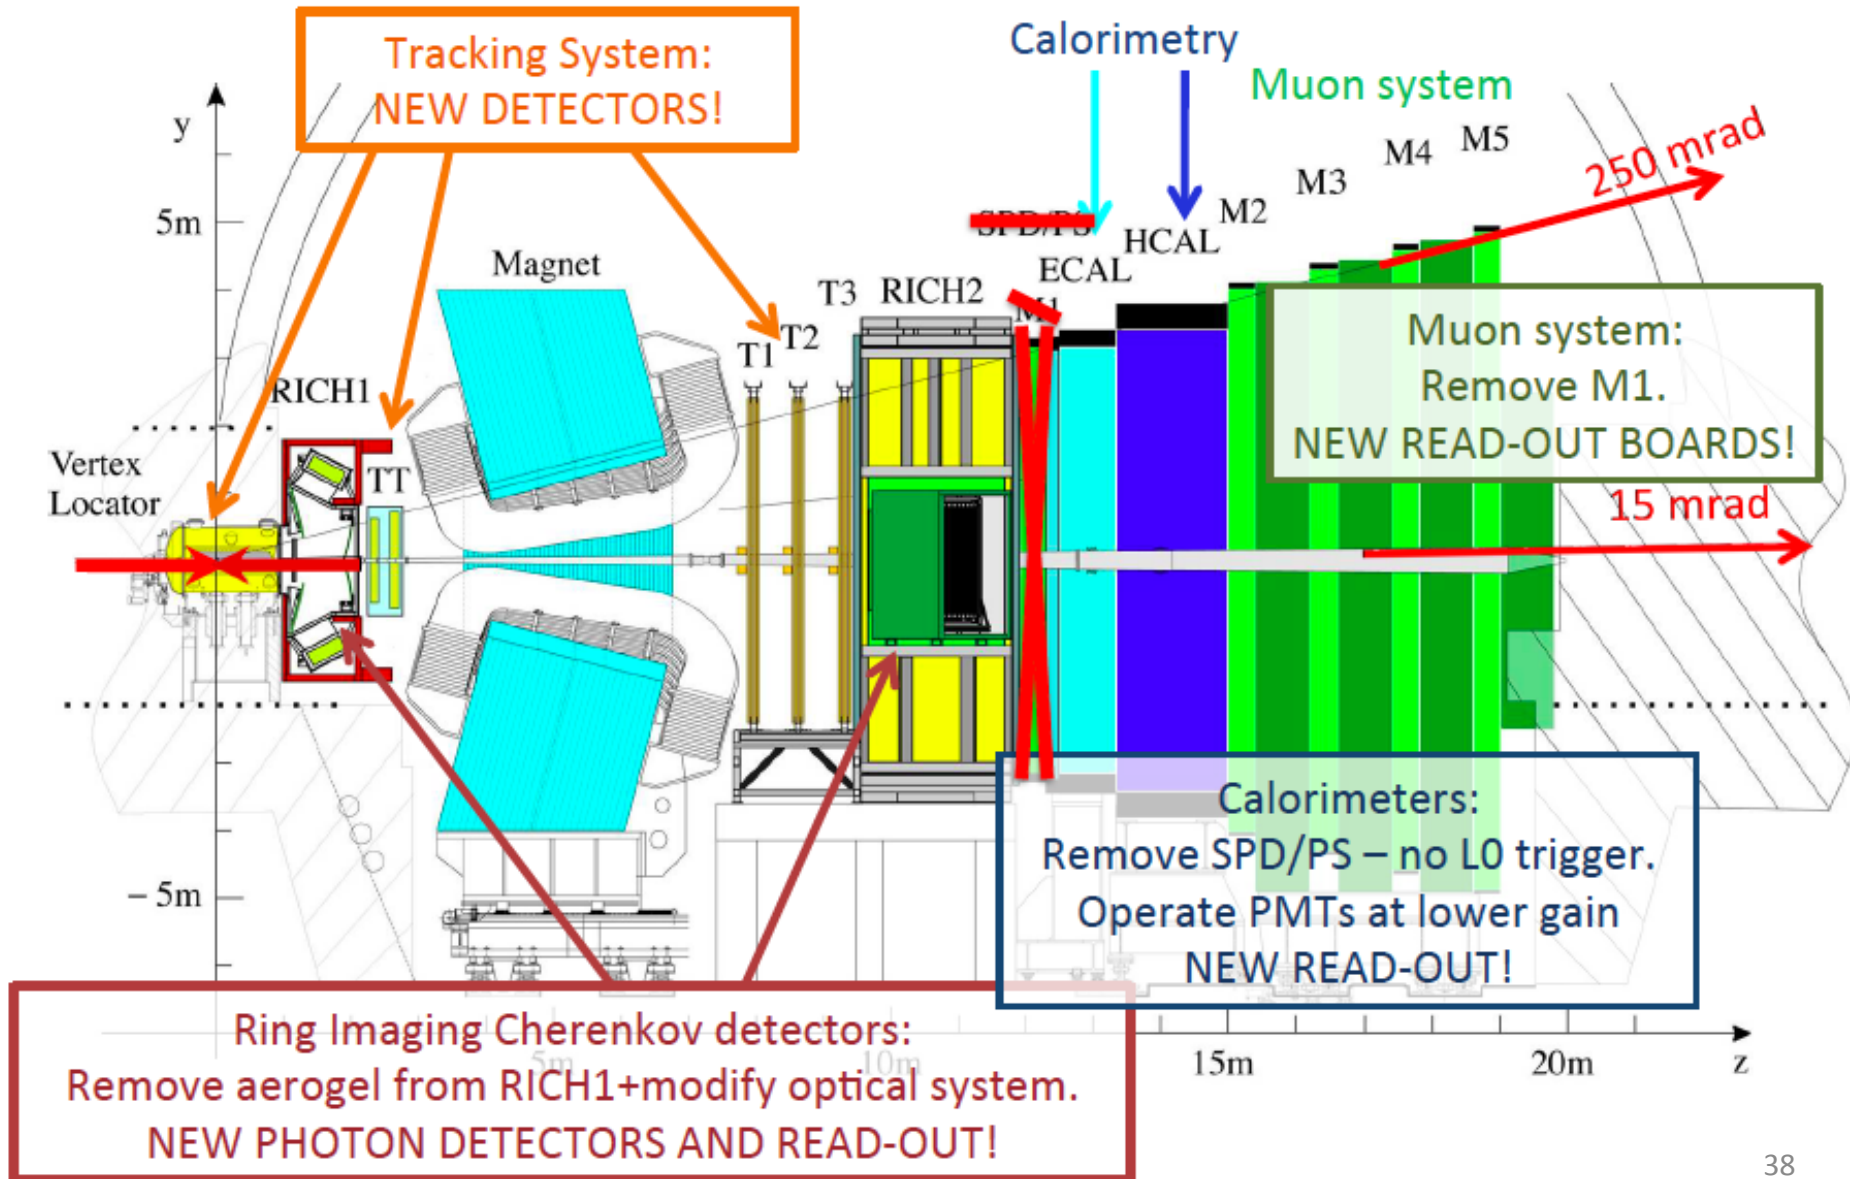 Tracking System:
NEW DETECTORS!
Calorimetry
Muon system
y
5m
Magnet
SPD/PS
ECAL
HCAL
M2
M3
M4
M5
250 mrad
T1
T2
T3
RICH2
M1
RICH1
Vertex
Locator
TT
Muon system:
Remove M1.
NEW READ-OUT BOARDS!
15 mrad
– 5m
Calorimeters:
Remove SPD/PS – no L0 trigger.
Operate PMTs at lower gain
NEW READ-OUT!
Ring Imaging Cherenkov detectors:
Remove aerogel from RICH1+modify optical system.
NEW PHOTON DETECTORS AND READ-OUT!
5m
10m
15m
20m
z
38